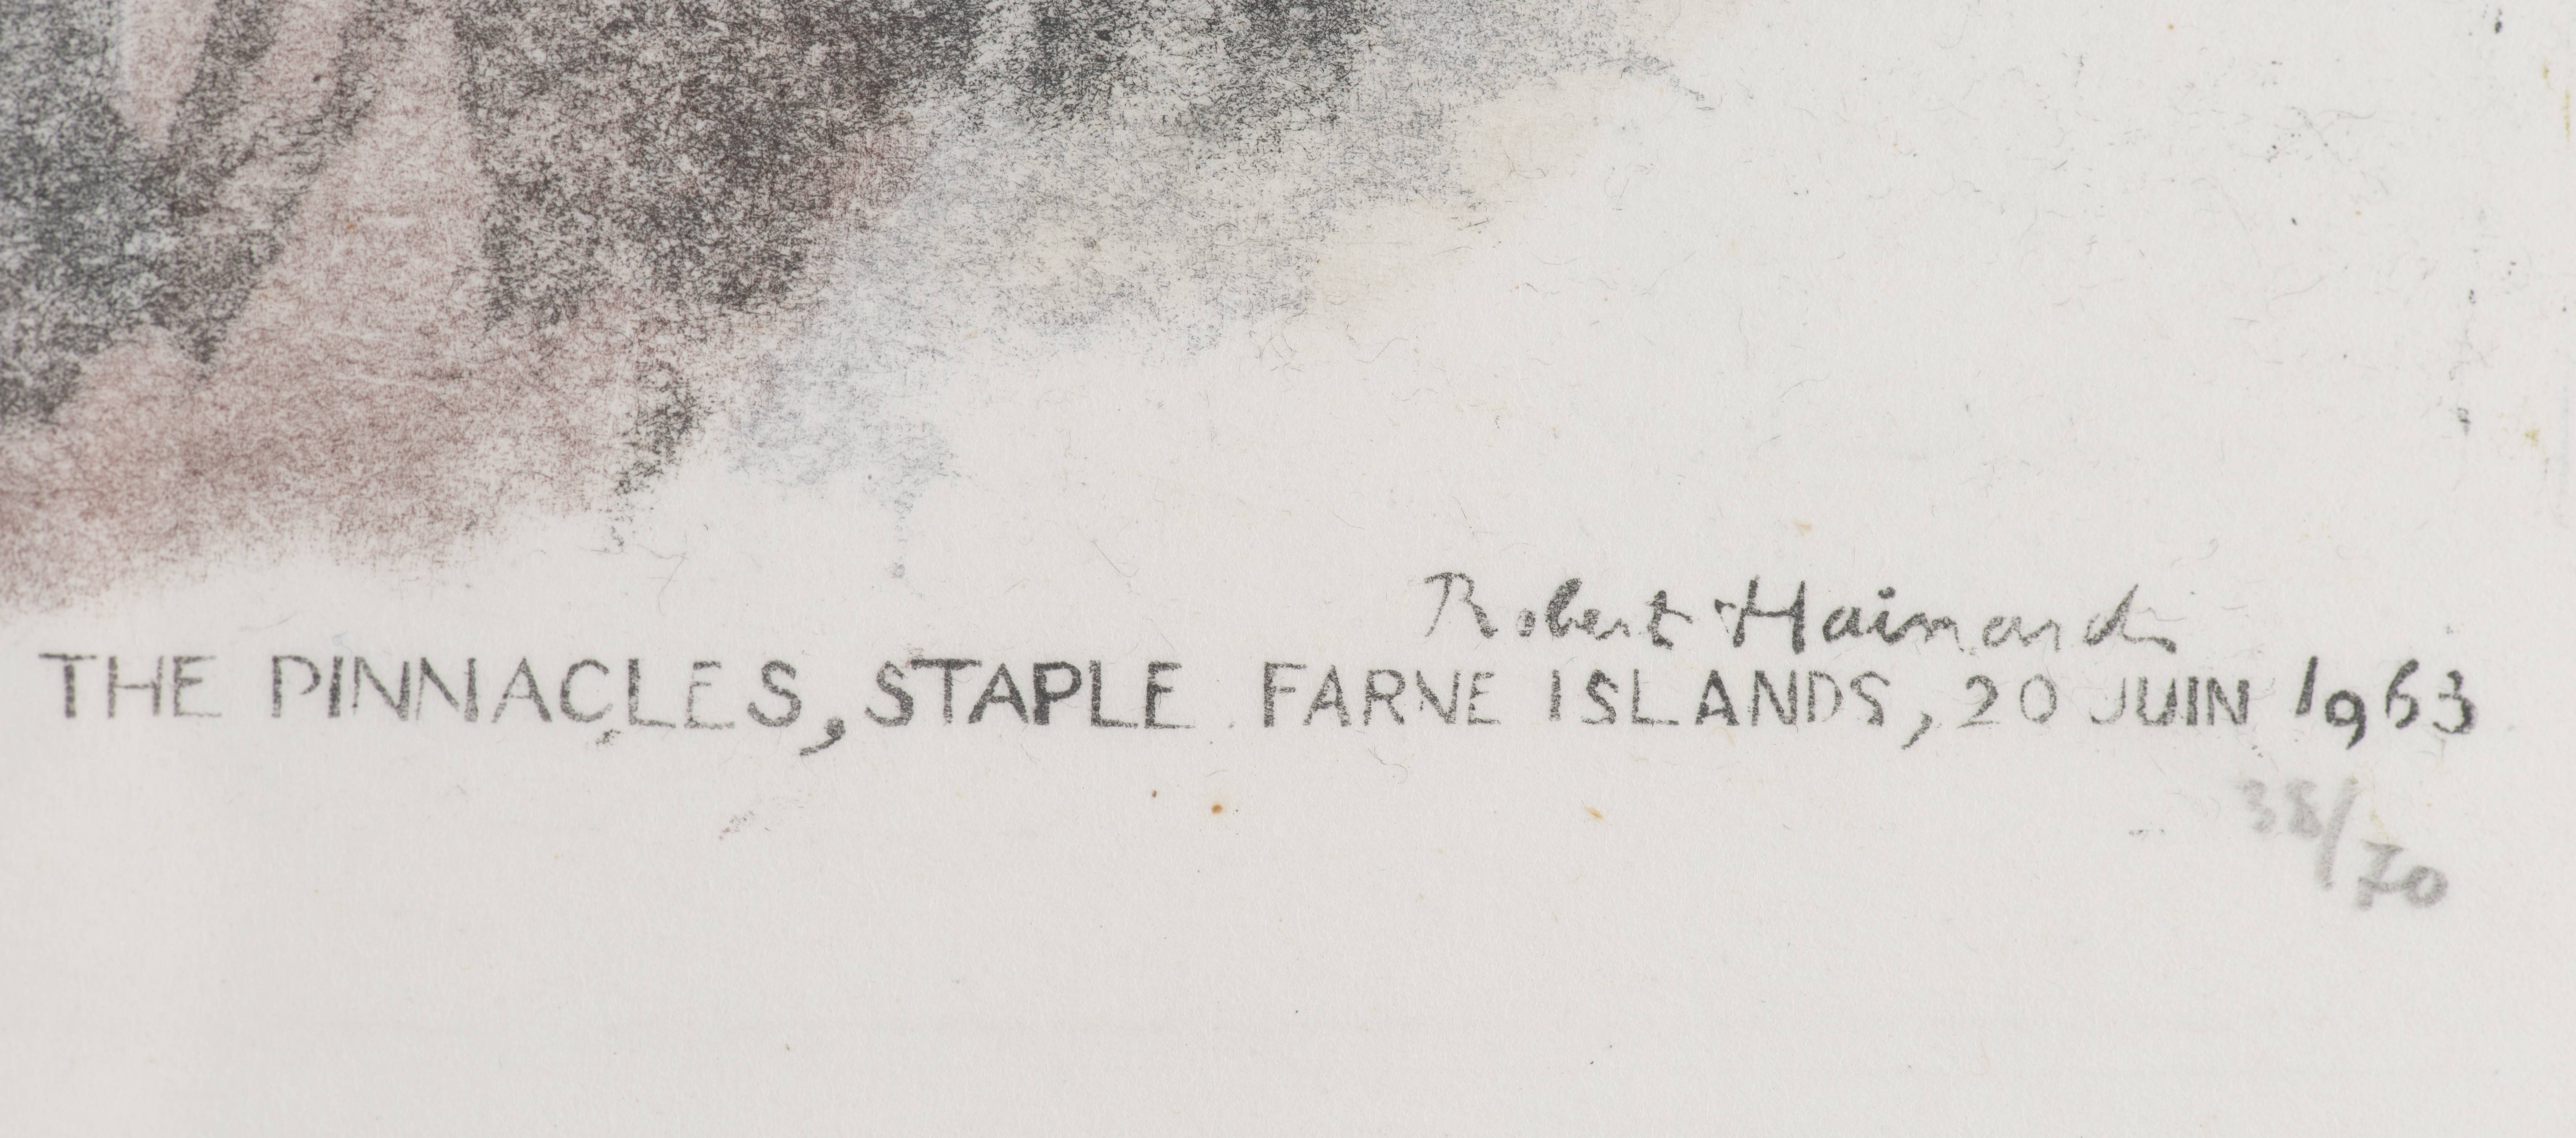 Robert Hainard
THE PINNACLES, STAPLE. FARNE ISLANDS, 20 JUIN 1963
38/70